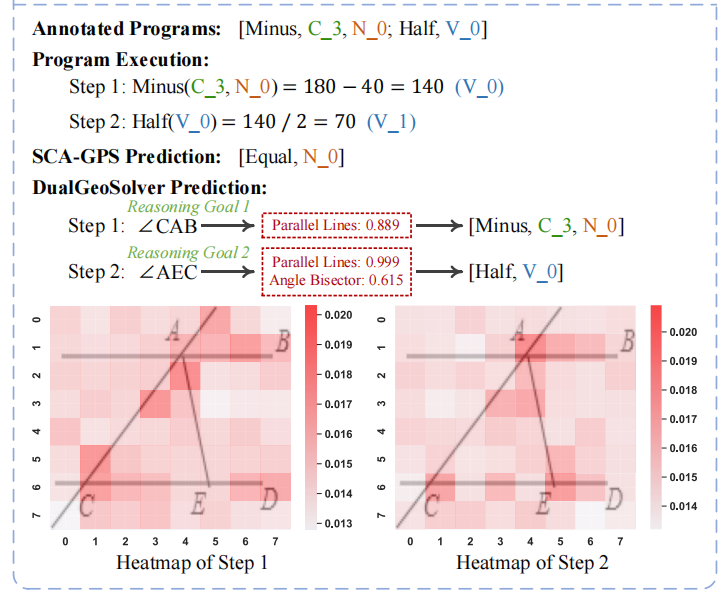 Annotated Programs: [Minus, C_3, N_0; Half, V_0]
Program Execution:
Step 1: Minus(C_3, N_0) = 180 − 40 = 140 (V_0)
Step 2: Half(V_0) = 140 / 2 = 70 (V_1)
SCA-GPS Prediction: [Equal, N_0]
DualGeoSolver Prediction:
Reasoning Goal 1
Step 1: ∠CAB
Parallel Lines: 0.889
[Minus, C_3, N_0]
Reasoning Goal 2
Step 2: ∠AEC
Parallel Lines: 0.999
Angle Bisector: 0.615
[Half, V_0]
0
1
2
3
4
5
6
7
A
B
C
E
D
0 1 2 3 4 5 6 7
0.020
0.019
0.018
0.017
0.016
0.015
0.014
0.013
Heatmap of Step 1
0
1
2
3
4
5
6
7
A
B
C
E
D
0 1 2 3 4 5 6 7
0.020
0.019
0.018
0.017
0.016
0.015
0.014
Heatmap of Step 2